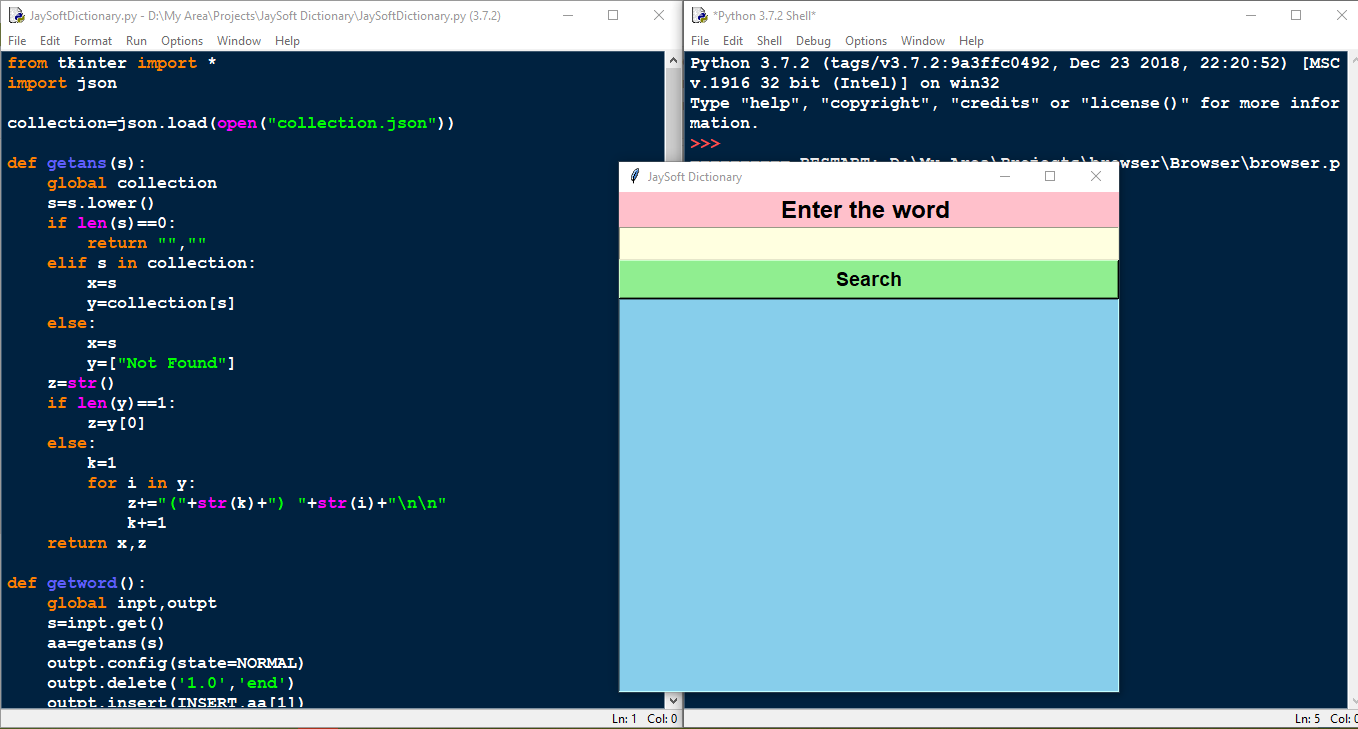 JaySoftDictionary.py - D:\My Area\Projects\JaySoft Dictionary\JaySoftDictionary.py (3.7.2)
File Edit Format Run Options Window Help
from tkinter import *
import json
collection=json.load(open("collection.json"))
def getans(s):
    global collection
    s=s.lower()
    if len(s)==0:
        return "",""
    elif s in collection:
        x=s
        y=collection[s]
    else:
        x=s
        y=["Not Found"]
    z=str()
    if len(y)==1:
        z=y[0]
    else:
        k=1
        for i in y:
            z+="("+str(k)+") "+str(i)+"\n\n"
            k+=1
    return x,z
def getword():
    global inpt,outpt
    s=inpt.get()
    aa=getans(s)
    outpt.config(state=NORMAL)
    outpt.delete('1.0','end')
    outpt.insert(INSERT,aa[1])
Ln: 1 Col: 0
*Python 3.7.2 Shell*
File Edit Shell Debug Options Window Help
Python 3.7.2 (tags/v3.7.2:9a3ffc0492, Dec 23 2018, 22:20:52) [MSC
v.1916 32 bit (Intel)] on win32
Type "help", "copyright", "credits" or "license()" for more infor
mation.
>>>
========== RESTART: D:\My Area\Projects\browser\Browser\browser.p
JaySoft Dictionary
Enter the word
Search
Ln: 5 Col: 0